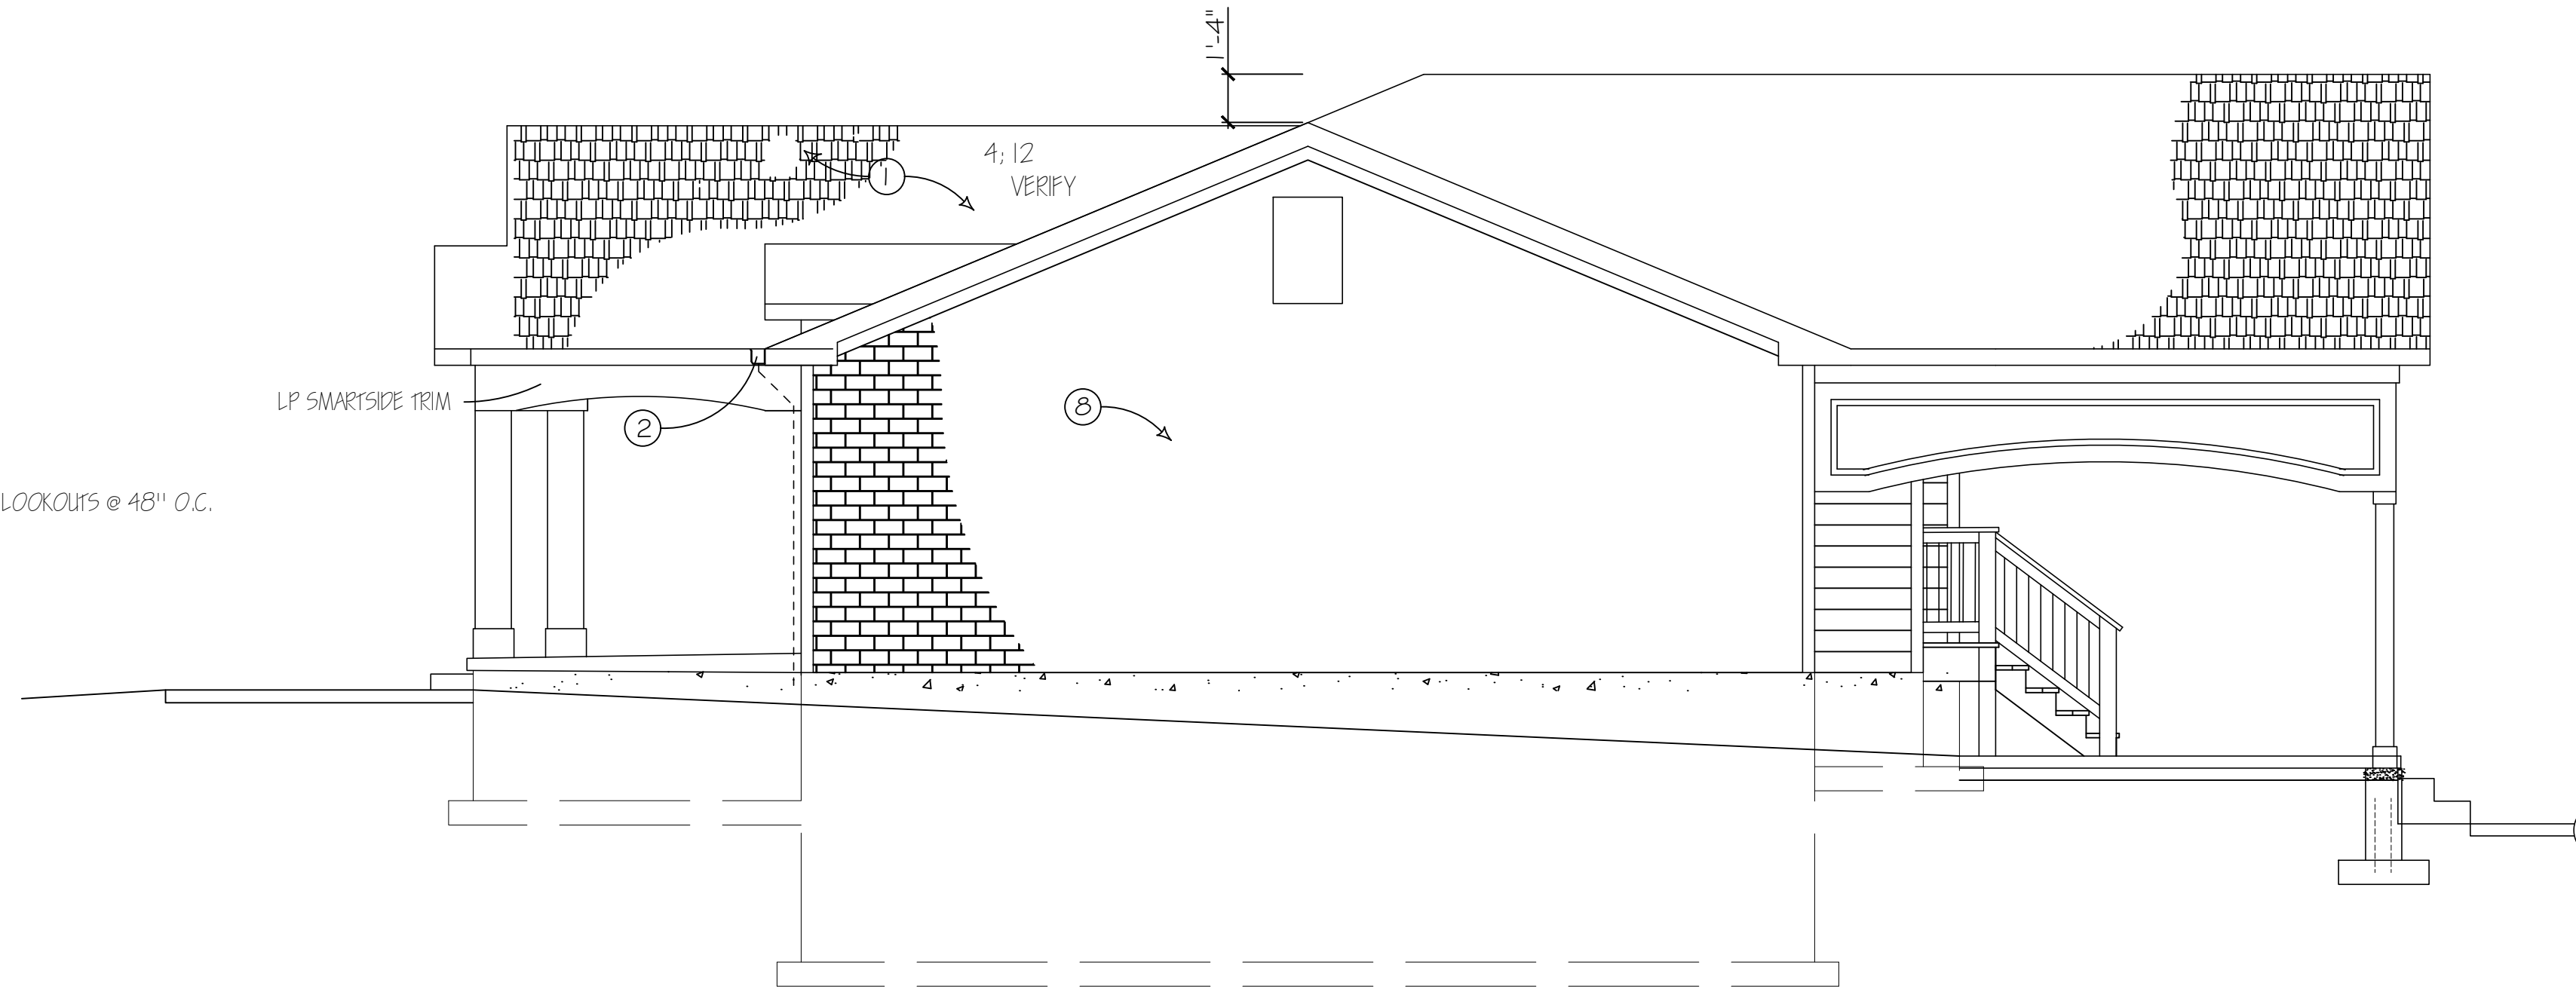 1'-4"
4; 12
VERIFY
1
LP SMARTSIDE TRIM
2
8
LOOKOUTS @ 48" O.C.